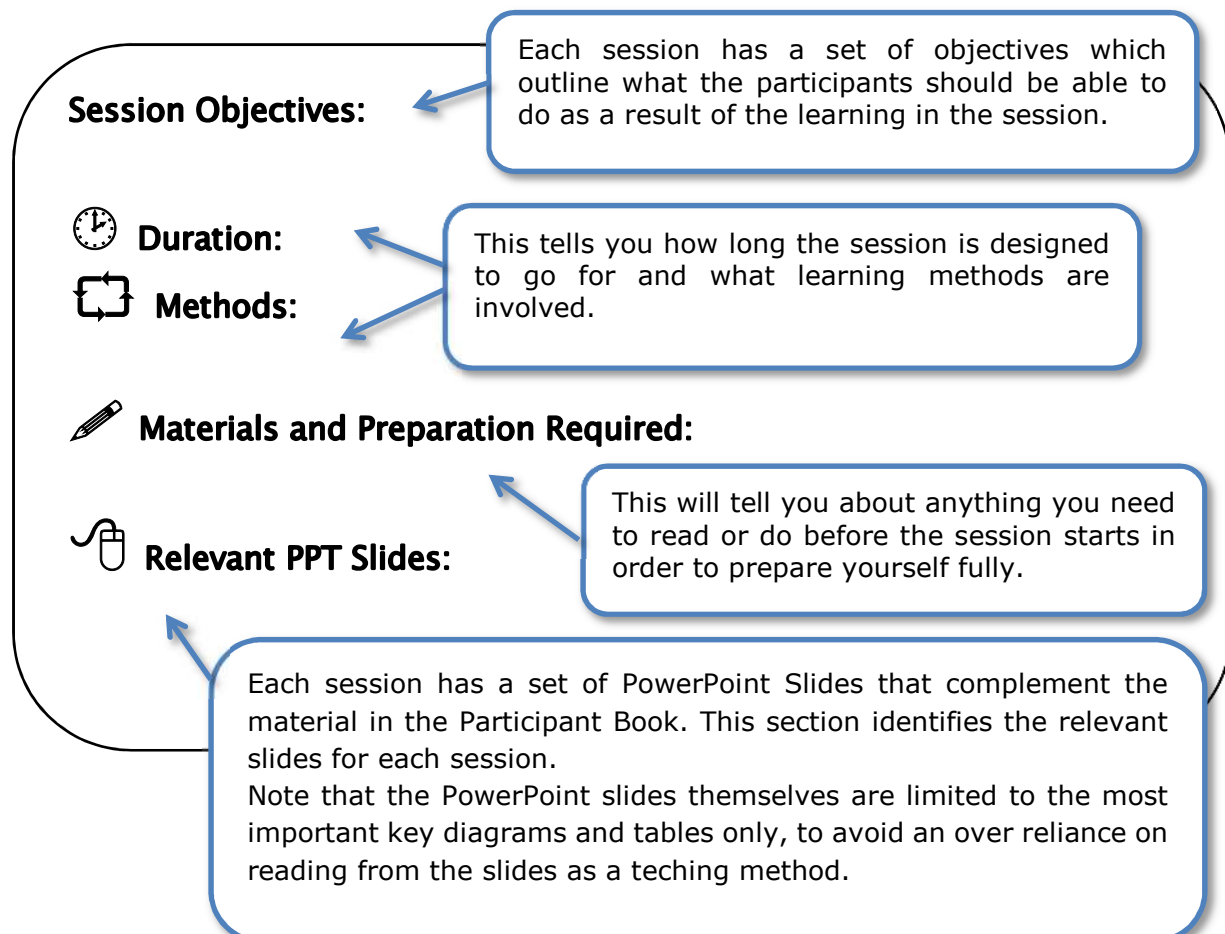 Session Objectives:
Each session has a set of objectives which
outline what the participants should be able to
do as a result of the learning in the session.
Duration:
Methods:
This tells you how long the session is designed
to go for and what learning methods are
involved.
Materials and Preparation Required:
This will tell you about anything you need
to read or do before the session starts in
order to prepare yourself fully.
Relevant PPT Slides:
Each session has a set of PowerPoint Slides that complement the
material in the Participant Book. This section identifies the relevant
slides for each session.
Note that the PowerPoint slides themselves are limited to the most
important key diagrams and tables only, to avoid an over reliance on
reading from the slides as a teching method.